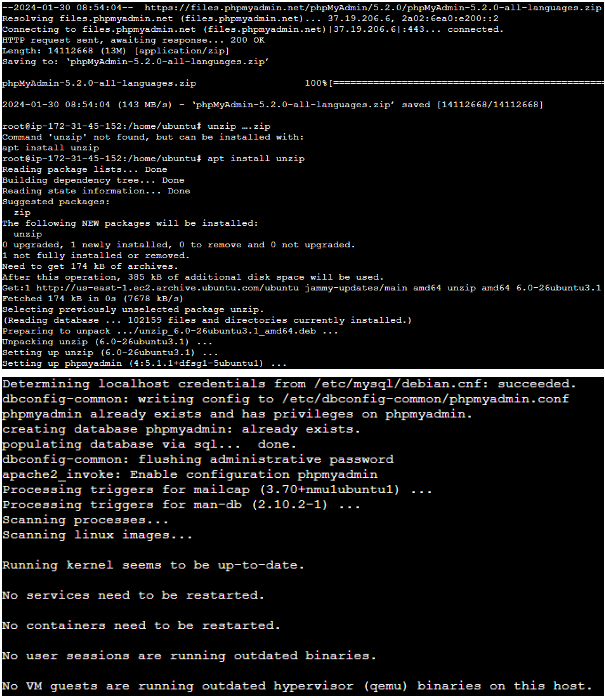 --2024-01-30 08:54:04-- https://files.phpmyadmin.net/phpMyAdmin/5.2.0/phpMyAdmin-5.2.0-all-languages.zip
Resolving files.phpmyadmin.net (files.phpmyadmin.net)... 37.19.206.6, 2a02:6ea0:e200::2
Connecting to files.phpmyadmin.net (files.phpmyadmin.net)|37.19.206.6|:443... connected.
HTTP request sent, awaiting response... 200 OK
Length: 14112668 (13M) [application/zip]
Saving to: ‘phpMyAdmin-5.2.0-all-languages.zip’
phpMyAdmin-5.2.0-all-languages.zip 100%[==========================================
2024-01-30 08:54:04 (143 MB/s) - ‘phpMyAdmin-5.2.0-all-languages.zip’ saved [14112668/14112668]
root@ip-172-31-45-152:/home/ubuntu# unzip ….zip
Command 'unzip' not found, but can be installed with:
apt install unzip
root@ip-172-31-45-152:/home/ubuntu# apt install unzip
Reading package lists... Done
Building dependency tree... Done
Reading state information... Done
Suggested packages:
zip
The following NEW packages will be installed:
unzip
0 upgraded, 1 newly installed, 0 to remove and 0 not upgraded.
1 not fully installed or removed.
Need to get 174 kB of archives.
After this operation, 385 kB of additional disk space will be used.
Get:1 http://us-east-1.ec2.archive.ubuntu.com/ubuntu jammy-updates/main amd64 unzip amd64 6.0-26ubuntu3.1
Fetched 174 kB in 0s (7678 kB/s)
Selecting previously unselected package unzip.
(Reading database ... 102159 files and directories currently installed.)
Preparing to unpack .../unzip_6.0-26ubuntu3.1_amd64.deb ...
Unpacking unzip (6.0-26ubuntu3.1) ...
Setting up unzip (6.0-26ubuntu3.1) ...
Setting up phpmyadmin (4:5.1.1+dfsg1-5ubuntu1) ...
Determining localhost credentials from /etc/mysql/debian.cnf: succeeded.
dbconfig-common: writing config to /etc/dbconfig-common/phpmyadmin.conf
phpmyadmin already exists and has privileges on phpmyadmin.
creating database phpmyadmin: already exists.
populating database via sql... done.
dbconfig-common: flushing administrative password
apache2_invoke: Enable configuration phpmyadmin
Processing triggers for mailcap (3.70+nmu1ubuntu1) ...
Processing triggers for man-db (2.10.2-1) ...
Scanning processes...
Scanning linux images...
Running kernel seems to be up-to-date.
No services need to be restarted.
No containers need to be restarted.
No user sessions are running outdated binaries.
No VM guests are running outdated hypervisor (qemu) binaries on this host.